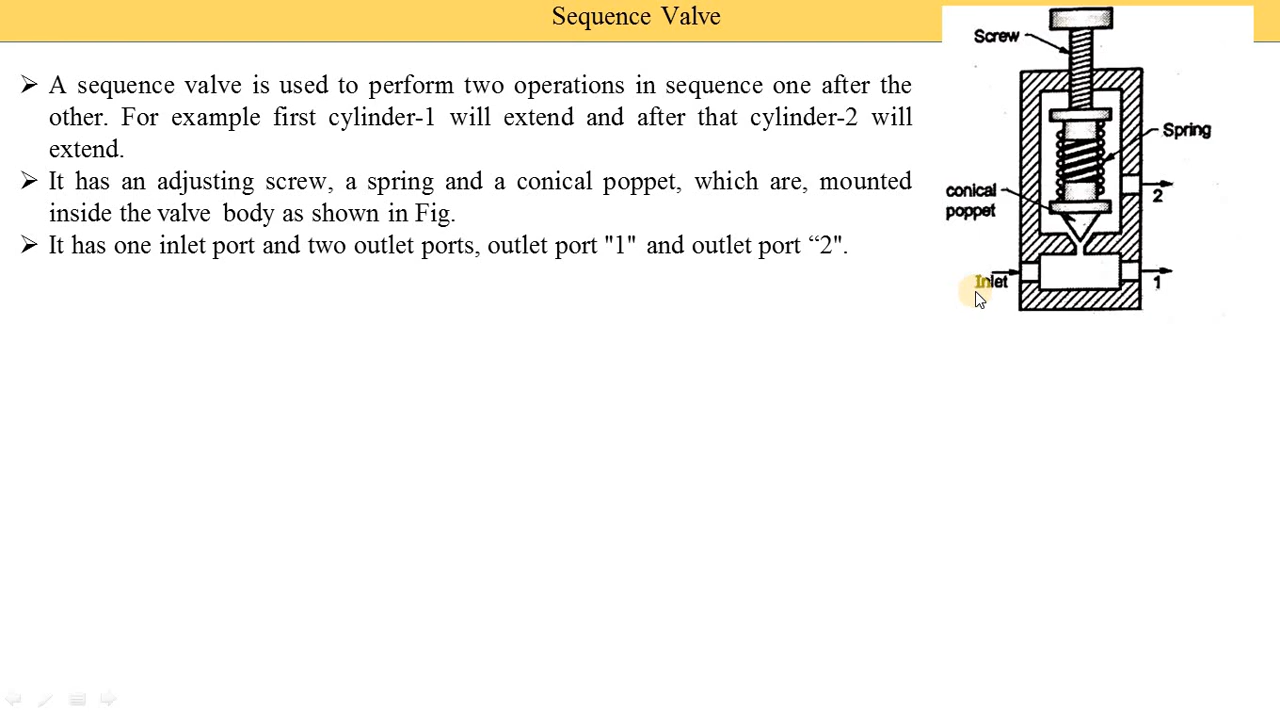 Sequence Valve
➢ A sequence valve is used to perform two operations in sequence one after the
other. For example first cylinder-1 will extend and after that cylinder-2 will
extend.
➢ It has an adjusting screw, a spring and a conical poppet, which are, mounted
inside the valve body as shown in Fig.
➢ It has one inlet port and two outlet ports, outlet port "1" and outlet port “2".
Screw
Spring
conical
poppet
2
Inlet
1